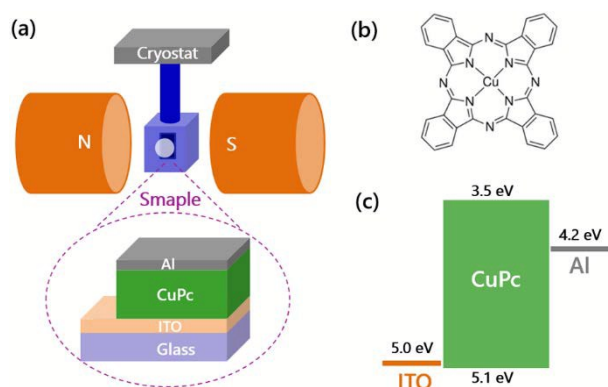 (a)
Cryostat
N
S
Smaple
Al
CuPc
ITO
Glass
(b)
N
N
N
N
Cu
N
N
N
N
(c)
3.5 eV
4.2 eV
Al
CuPc
5.0 eV
ITO
5.1 eV